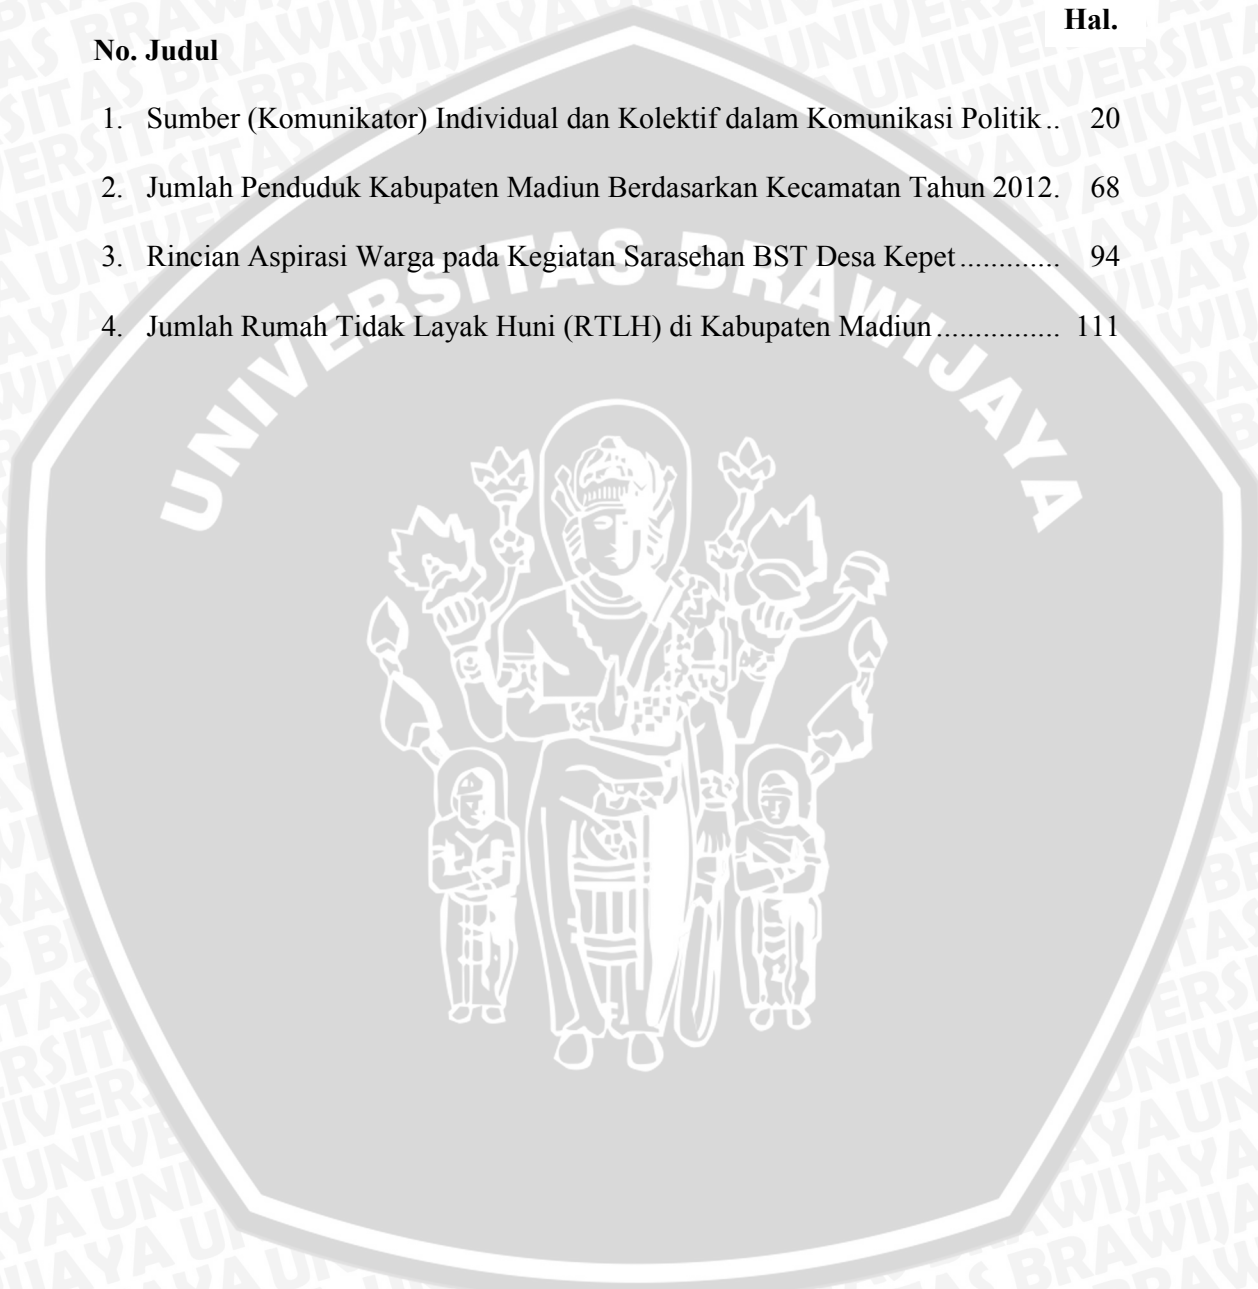 Hal.
No. Judul
1. Sumber (Komunikator) Individual dan Kolektif dalam Komunikasi Politik.. 20
2. Jumlah Penduduk Kabupaten Madiun Berdasarkan Kecamatan Tahun 2012. 68
3. Rincian Aspirasi Warga pada Kegiatan Sarasehan BST Desa Kepet............. 94
4. Jumlah Rumah Tidak Layak Huni (RTLH) di Kabupaten Madiun................ 111
UNIVERSITAS BRAWIJAYA